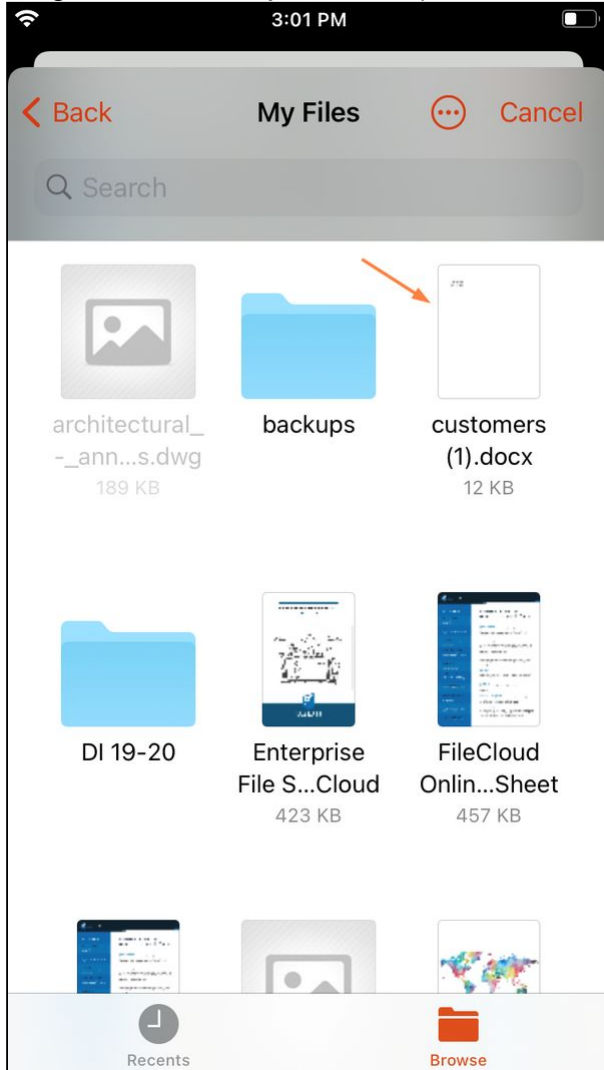 3:01 PM
Back
My Files
Cancel
Search
architectural_
-_ann...s.dwg
189 KB
backups
customers
(1).docx
12 KB
DI 19-20
Enterprise
File S...Cloud
423 KB
FileCloud
Onlin...Sheet
457 KB
Recents
Browse